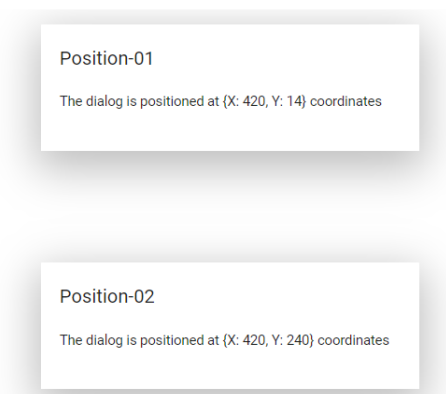 Position-01
The dialog is positioned at {X: 420, Y: 14} coordinates
Position-02
The dialog is positioned at {X: 420, Y: 240} coordinates